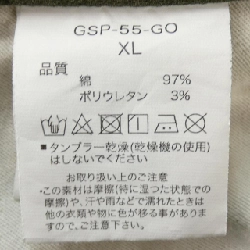 GSP-55-GO
XL
品質
綿 97%
ポリウレタン 3%
■タンブラー乾燥(乾燥機の使用)
はしないでください
お取り扱い上のご注意
・この素材は摩擦(特に湿つた状態での
摩擦)や、汗や雨などで濡れたときは
他の衣類や物に色が移る事があります
のでご注意ください。